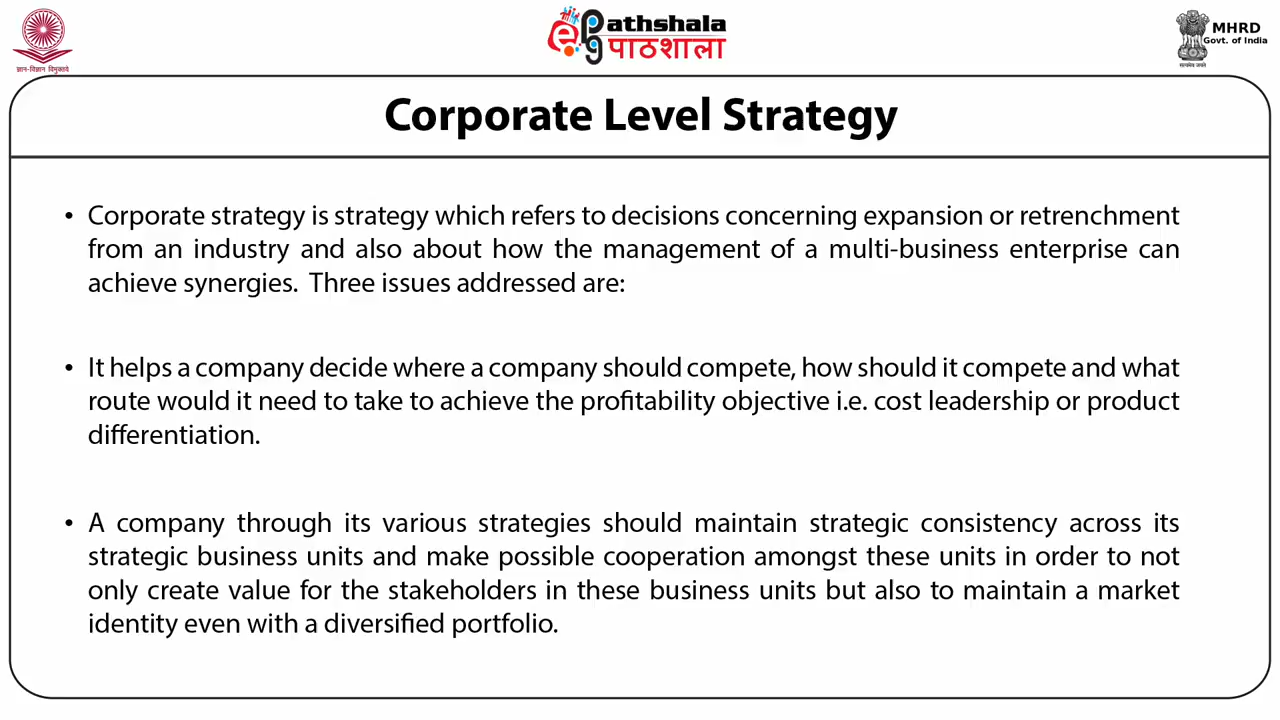 ज्ञान-विज्ञान विमुक्तये
ePathshala
पाठशाला
MHRD
Govt. of India
सत्यमेव जयते
Corporate Level Strategy
• Corporate strategy is strategy which refers to decisions concerning expansion or retrenchment
from an industry and also about how the management of a multi-business enterprise can
achieve synergies. Three issues addressed are:
• It helps a company decide where a company should compete, how should it compete and what
route would it need to take to achieve the profitability objective i.e. cost leadership or product
differentiation.
• A company through its various strategies should maintain strategic consistency across its
strategic business units and make possible cooperation amongst these units in order to not
only create value for the stakeholders in these business units but also to maintain a market
identity even with a diversified portfolio.